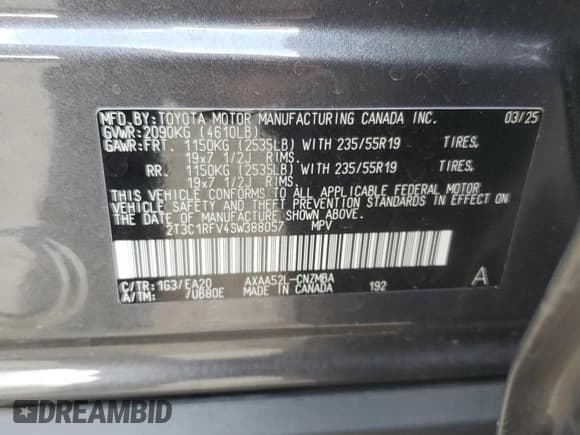 MFD.BY: TOYOTA MOTOR MANUFACTURING CANADA INC. 03/25
GVWR: 2090KG (4610LB)
GAWR: FRT. 1150KG (2535LB) WITH 235/55R19 TIRES.
19x7 1/2J RIMS.
RR. 1150KG (2535LB) WITH 235/55R19 TIRES.
19x7 1/2J RIMS.
THIS VEHICLE CONFORMS TO ALL APPLICABLE FEDERAL MOTOR
VEHICLE SAFETY AND THEFT PREVENTION STANDARDS IN EFFECT ON
THE DATE OF MANUFACTURE SHOWN ABOVE.
2T3C1RFV4SW388057 MPV
C/TR: 1G3/EA20 AXAA52L-CNZMBA A
A/TM: /UB80E MADE IN CANADA 192
DREAMBID